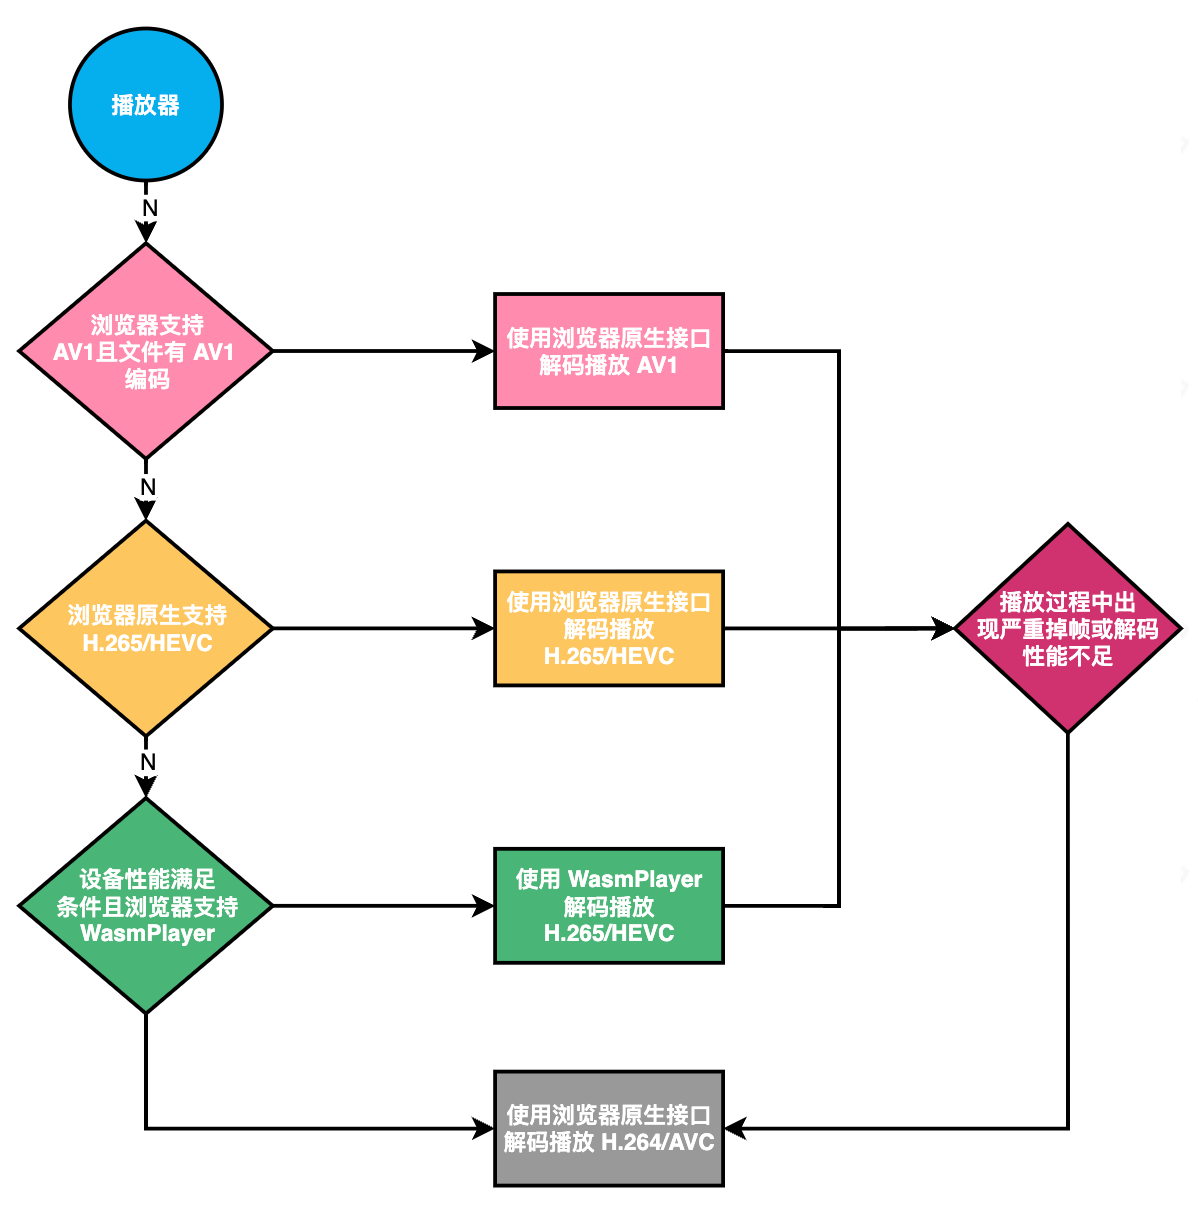 播放器
N
浏览器支持
AV1且文件有 AV1
编码
使用浏览器原生接口
解码播放 AV1
N
浏览器原生支持
H.265/HEVC
使用浏览器原生接口
解码播放
H.265/HEVC
播放过程中出
现严重掉帧或解码
性能不足
N
设备性能满足
条件且浏览器支持
WasmPlayer
使用 WasmPlayer
解码播放
H.265/HEVC
使用浏览器原生接口
解码播放 H.264/AVC